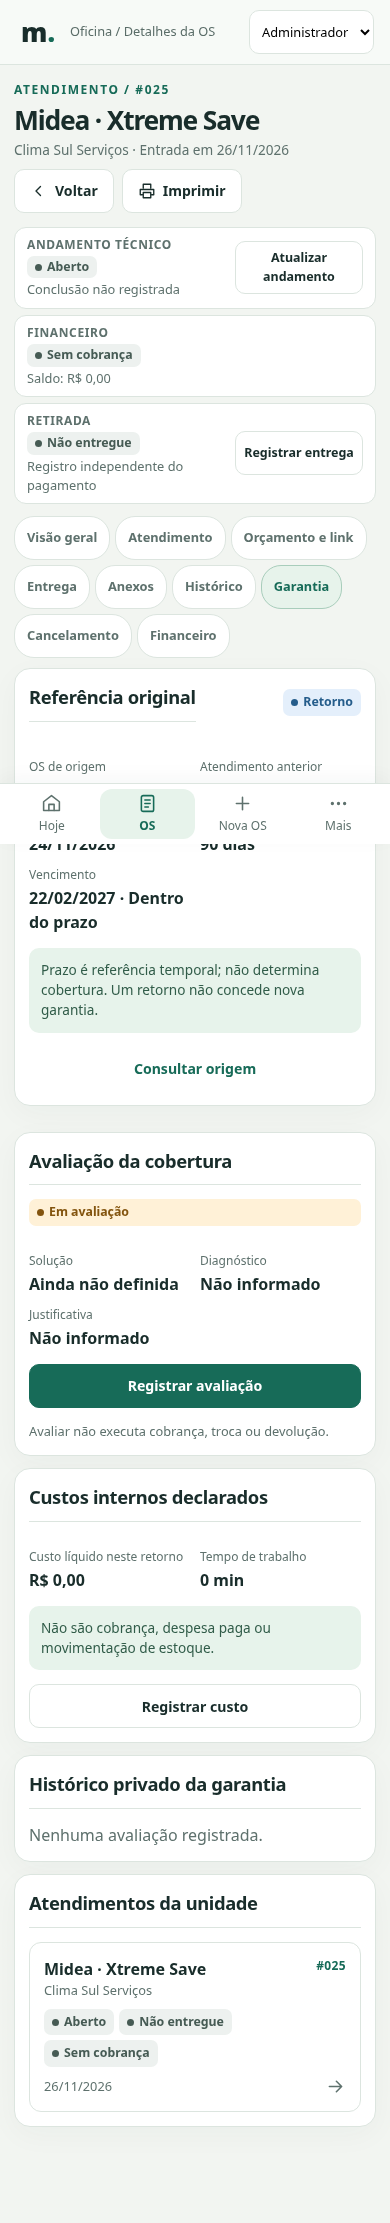 m.
Oficina / Detalhes da OS
Administrador
ATENDIMENTO / #025
Midea · Xtreme Save
Clima Sul Serviços · Entrada em 26/11/2026
Voltar
Imprimir
ANDAMENTO TÉCNICO
Aberto
Conclusão não registrada
Atualizar
andamento
FINANCEIRO
Sem cobrança
Saldo: R$ 0,00
RETIRADA
Não entregue
Registro independente do
pagamento
Registrar entrega
Visão geral
Atendimento
Orçamento e link
Entrega
Anexos
Histórico
Garantia
Cancelamento
Financeiro
Referência original
Retorno
OS de origem
Atendimento anterior
Hoje
OS
Nova OS
Mais
24/11/2026
90 dias
Vencimento
22/02/2027 · Dentro
do prazo
Prazo é referência temporal; não determina
cobertura. Um retorno não concede nova
garantia.
Consultar origem
Avaliação da cobertura
Em avaliação
Solução
Diagnóstico
Ainda não definida
Não informado
Justificativa
Não informado
Registrar avaliação
Avaliar não executa cobrança, troca ou devolução.
Custos internos declarados
Custo líquido neste retorno
Tempo de trabalho
R$ 0,00
0 min
Não são cobrança, despesa paga ou
movimentação de estoque.
Registrar custo
Histórico privado da garantia
Nenhuma avaliação registrada.
Atendimentos da unidade
Midea · Xtreme Save
#025
Clima Sul Serviços
Aberto
Não entregue
Sem cobrança
26/11/2026